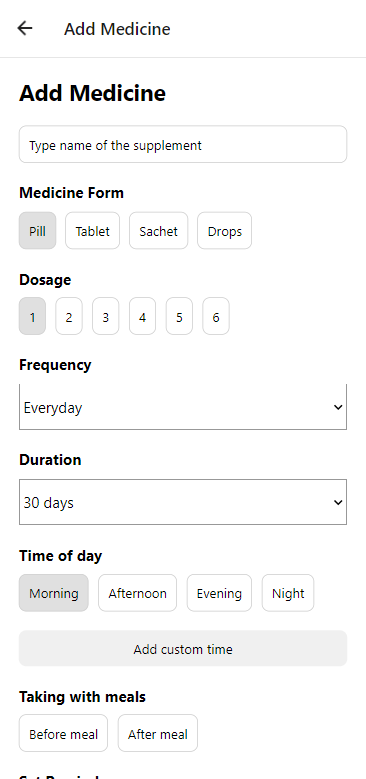 Add Medicine
Add Medicine
Type name of the supplement
Medicine Form
Pill Tablet Sachet Drops
Dosage
1 2 3 4 5 6
Frequency
Everyday
Duration
30 days
Time of day
Morning Afternoon Evening Night
Add custom time
Taking with meals
Before meal After meal